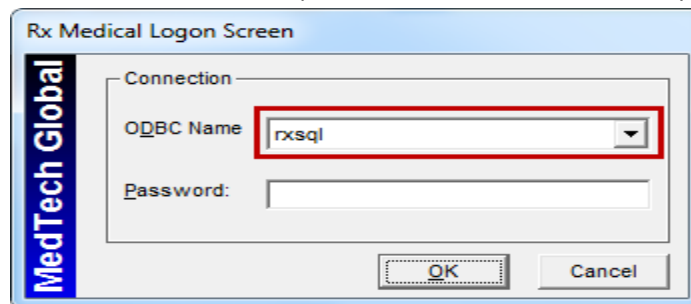 Rx Medical Logon Screen
MedTech Global
Connection
ODBC Name
rxsql
Password:
OK
Cancel